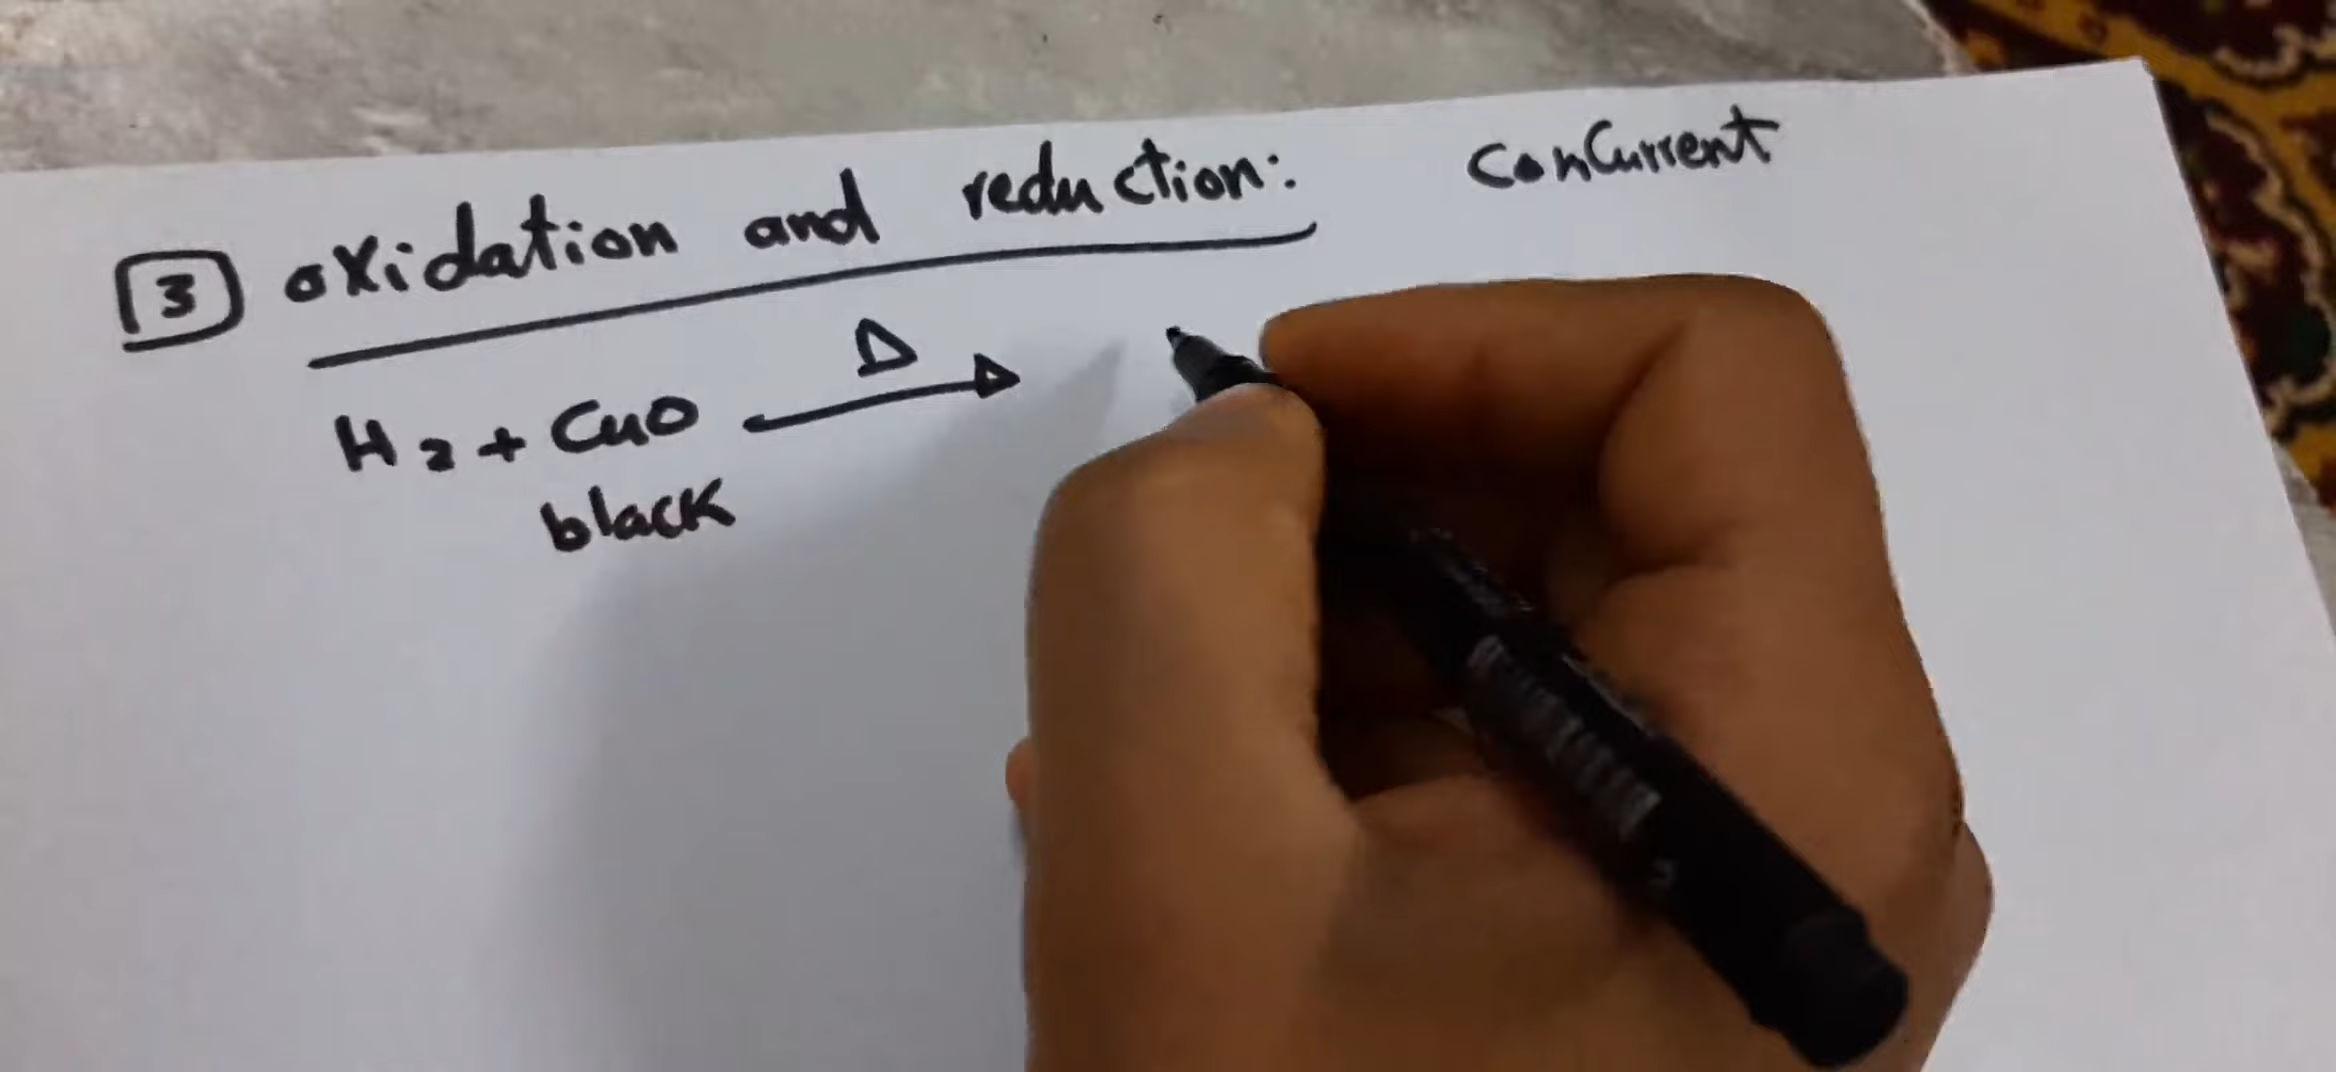 3 oxidation and reduction: Concurrent
H2 + CuO Δ →
black